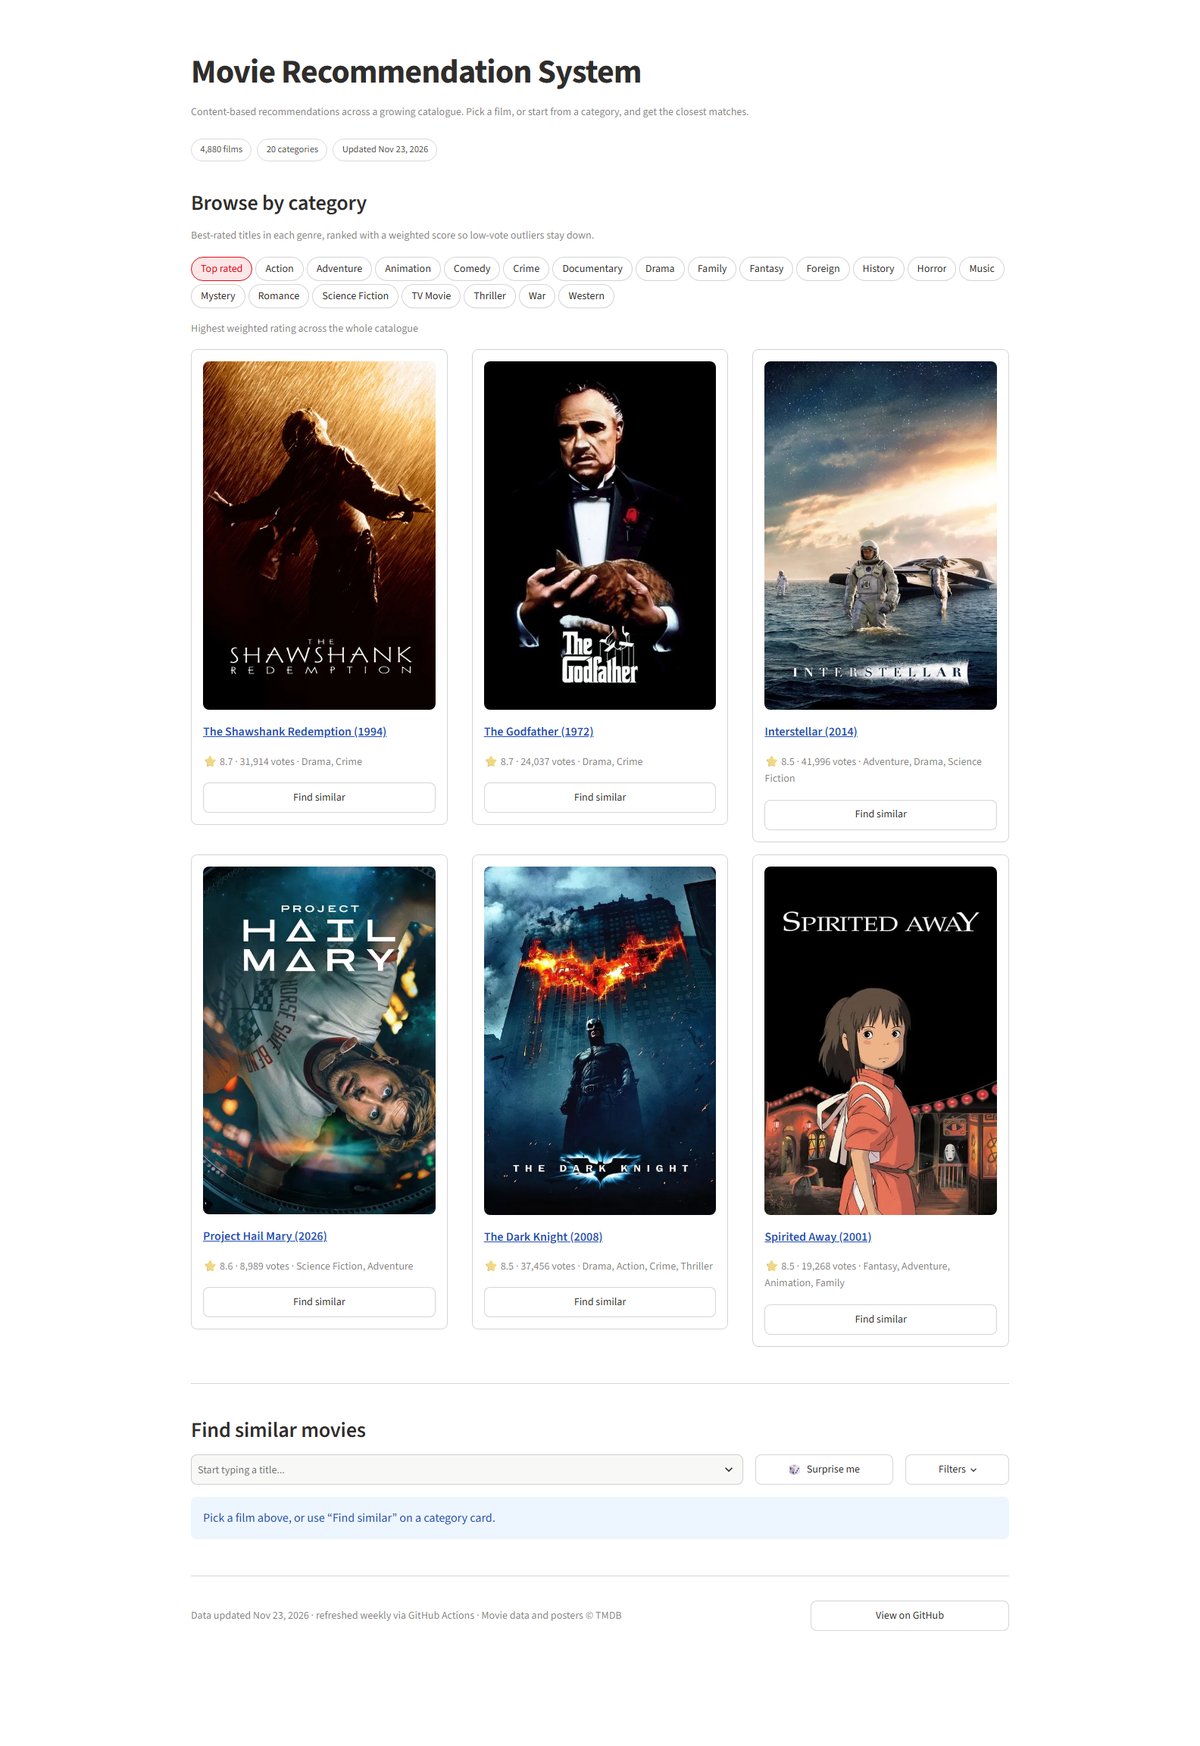 Movie Recommendation System
Content-based recommendations across a growing catalogue. Pick a film, or start from a category, and get the closest matches.
4,880 films
20 categories
Updated Nov 23, 2026
Browse by category
Best-rated titles in each genre, ranked with a weighted score so low-vote outliers stay down.
Top rated
Action
Adventure
Animation
Comedy
Crime
Documentary
Drama
Family
Fantasy
Foreign
History
Horror
Music
Mystery
Romance
Science Fiction
TV Movie
Thriller
War
Western
Highest weighted rating across the whole catalogue
THE
SHAWSHANK
REDEMPTION
The Shawshank Redemption (1994)
8.7 · 31,914 votes · Drama, Crime
Find similar
The
Godfather
The Godfather (1972)
8.7 · 24,037 votes · Drama, Crime
Find similar
INTERSTELLAR
Interstellar (2014)
8.5 · 41,996 votes · Adventure, Drama, Science
Fiction
Find similar
PROJECT
HAIL
MARY
Project Hail Mary (2026)
8.6 · 8,989 votes · Science Fiction, Adventure
Find similar
THE DARK KNIGHT
The Dark Knight (2008)
8.5 · 37,456 votes · Drama, Action, Crime, Thriller
Find similar
SPIRITED AWAY
Spirited Away (2001)
8.5 · 19,268 votes · Fantasy, Adventure,
Animation, Family
Find similar
Find similar movies
Start typing a title...
Surprise me
Filters
Pick a film above, or use “Find similar” on a category card.
Data updated Nov 23, 2026 · refreshed weekly via GitHub Actions · Movie data and posters © TMDB
View on GitHub